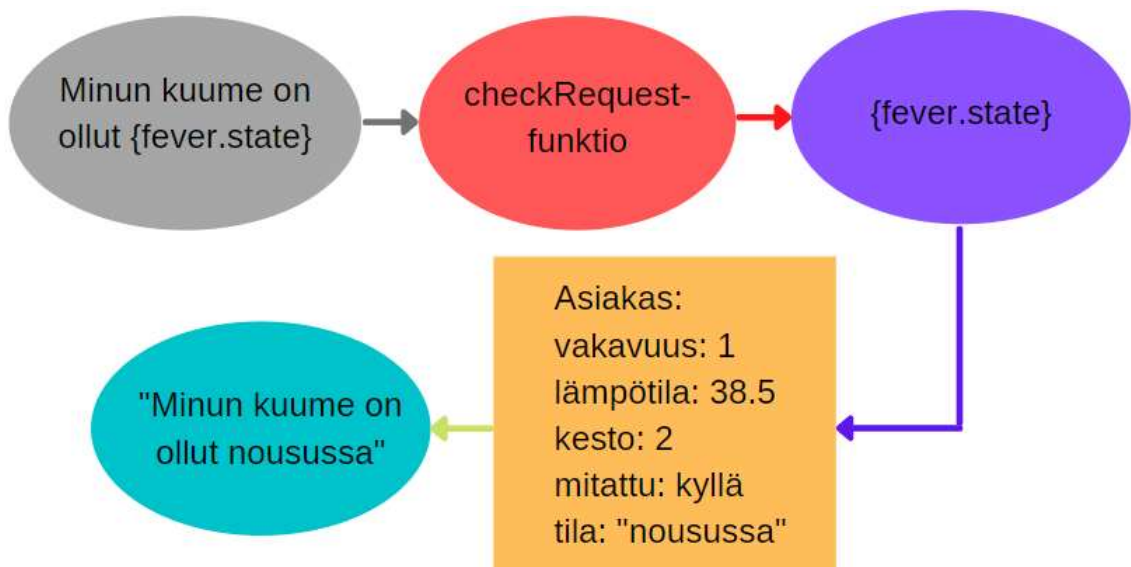 Minun kuume on
ollut {fever.state}
checkRequest-
funktio
{fever.state}
Asiakas:
vakavuus: 1
lämpötila: 38.5
kesto: 2
mitattu: kyllä
tila: "nousussa"
"Minun kuume on
ollut nousussa"